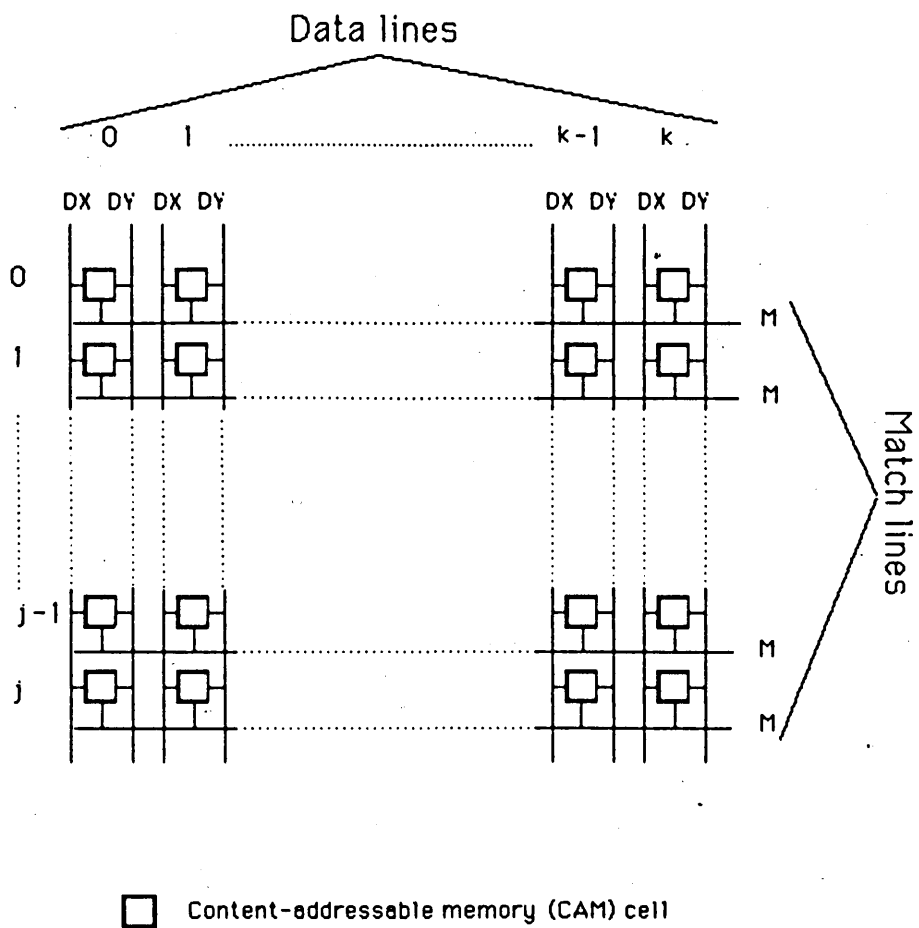 Data lines
0 1 ........ k-1 k
DX DY DX DY DX DY DX DY
0
M
1
M
Match lines
j-1
M
j
M
Content-addressable memory (CAM) cell